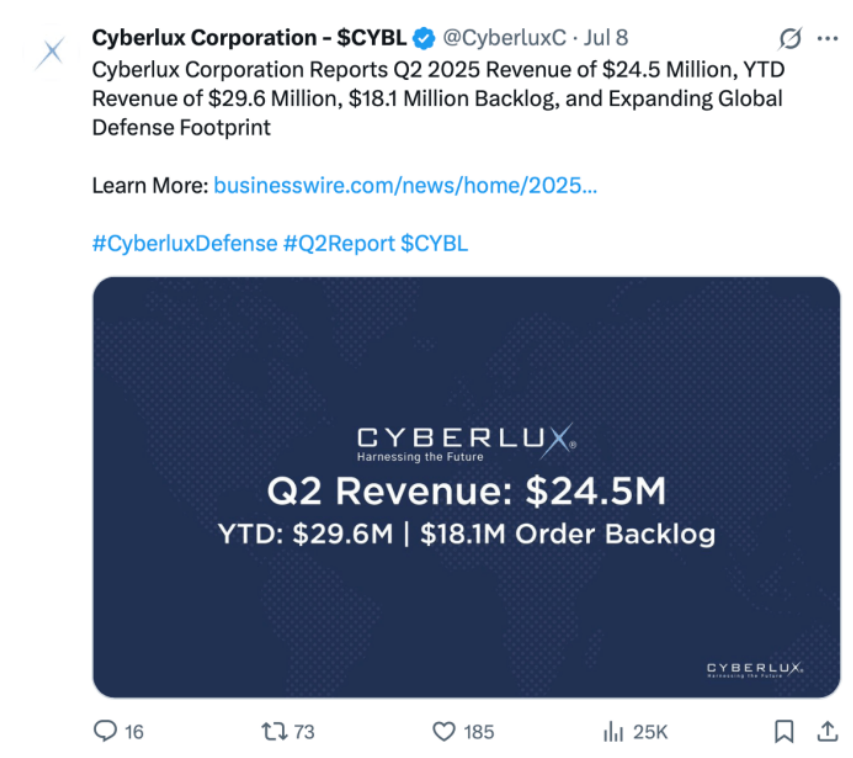 Cyberlux Corporation - $CYBL @CyberluxC · Jul 8
Cyberlux Corporation Reports Q2 2025 Revenue of $24.5 Million, YTD
Revenue of $29.6 Million, $18.1 Million Backlog, and Expanding Global
Defense Footprint
Learn More: businesswire.com/news/home/2025...
#CyberluxDefense #Q2Report $CYBL
CYBERLUX®
Harnessing the Future
Q2 Revenue: $24.5M
YTD: $29.6M | $18.1M Order Backlog
CYBERLUX
Harnessing the Future
16 73 185 25K